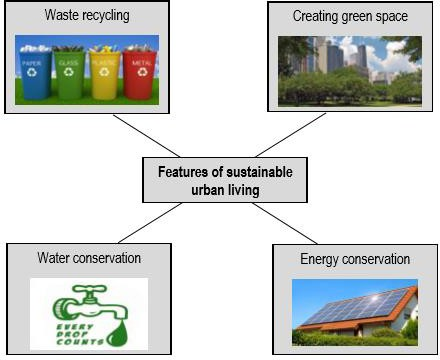 Waste recycling
PAPER
GLASS
PLASTIC
METAL
Creating green space
Features of sustainable
urban living
Water conservation
EVERY
DROP
COUNTS
Energy conservation